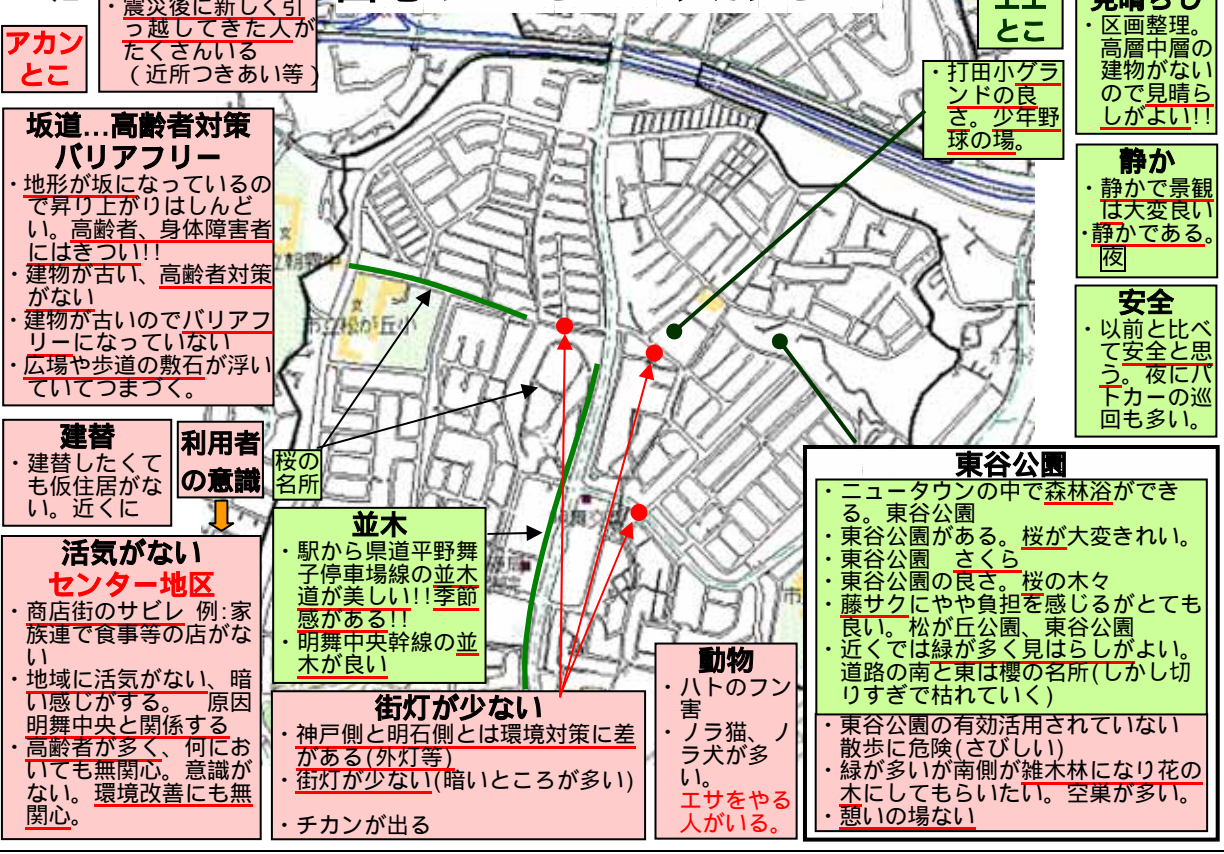 アカン
とこ
・震災後に新しく引
っ越してきた人が
たくさんいる
(近所つきあい等)
エエ
とこ
見晴らし
・区画整理。
高層中層の
建物がない
ので見晴ら
しがよい!!
・打田小グラ
ンドの良
さ。少年野
球の場。
坂道…高齢者対策
バリアフリー
・地形が坂になっているの
で昇り上がりはしんど
い。高齢者、身体障害者
にはきつい!!
・建物が古い、高齢者対策
がない
・建物が古いのでバリアフ
リーになっていない
・広場や歩道の敷石が浮い
ていてつまづく。
静か
・静かで景観
は大変良い
・静かである。
夜
安全
・以前と比べ
て安全と思
う。夜にパ
トカーの巡
回も多い。
市立松が丘小
建替
・建替したくて
も仮住居がな
い。近くに
利用者
の意識
桜の
名所
活気がない
センター地区
・商店街のサビレ 例:家
族連で食事等の店がな
い
・地域に活気がない、暗
い感じがする。 原因
明舞中央と関係する
・高齢者が多く、何にお
いても無関心。意識が
ない。環境改善にも無
関心。
並木
・駅から県道平野舞
子停車場線の並木
道が美しい!!季節
感がある!!
・明舞中央幹線の並
木が良い
街灯が少ない
・神戸側と明石側とは環境対策に差
がある(外灯等)
・街灯が少ない(暗いところが多い)
・チカンが出る
動物
・ハトのフン
害
・ノラ猫、ノ
ラ犬が多
い。
エサをやる
人がいる。
東谷公園
・ニュータウンの中で森林浴ができ
る。東谷公園
・東谷公園がある。桜が大変きれい。
・東谷公園 さくら
・東谷公園の良さ。桜の木々
・藤サクにやや負担を感じるがとても
良い。松が丘公園、東谷公園
・近くでは緑が多く見はらしがよい。
道路の南と東は櫻の名所(しかし切
りすぎで枯れていく)
・東谷公園の有効活用されていない
散歩に危険(さびしい)
・緑が多いが南側が雑木林になり花の
木にしてもらいたい。空巣が多い。
・憩いの場ない